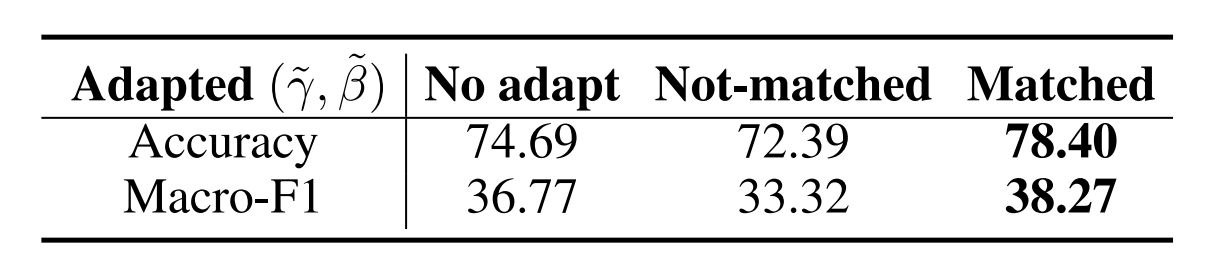 Adapted (γ̃, β̃) No adapt Not-matched Matched
Accuracy 74.69 72.39 78.40
Macro-F1 36.77 33.32 38.27